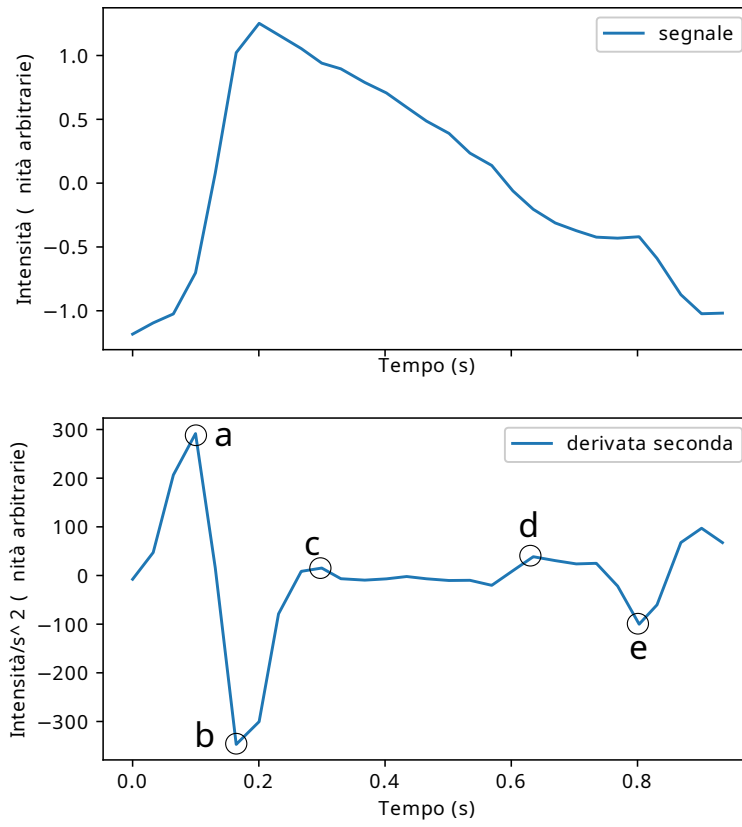 segnale
1.0
0.5
0.0
−0.5
−1.0
Intensità ( nità arbitrarie)
Tempo (s)
derivata seconda
300
200
100
0
−100
−200
−300
Intensità/s^ 2 ( nità arbitrarie)
a
b
c
d
e
0.0 0.2 0.4 0.6 0.8
Tempo (s)